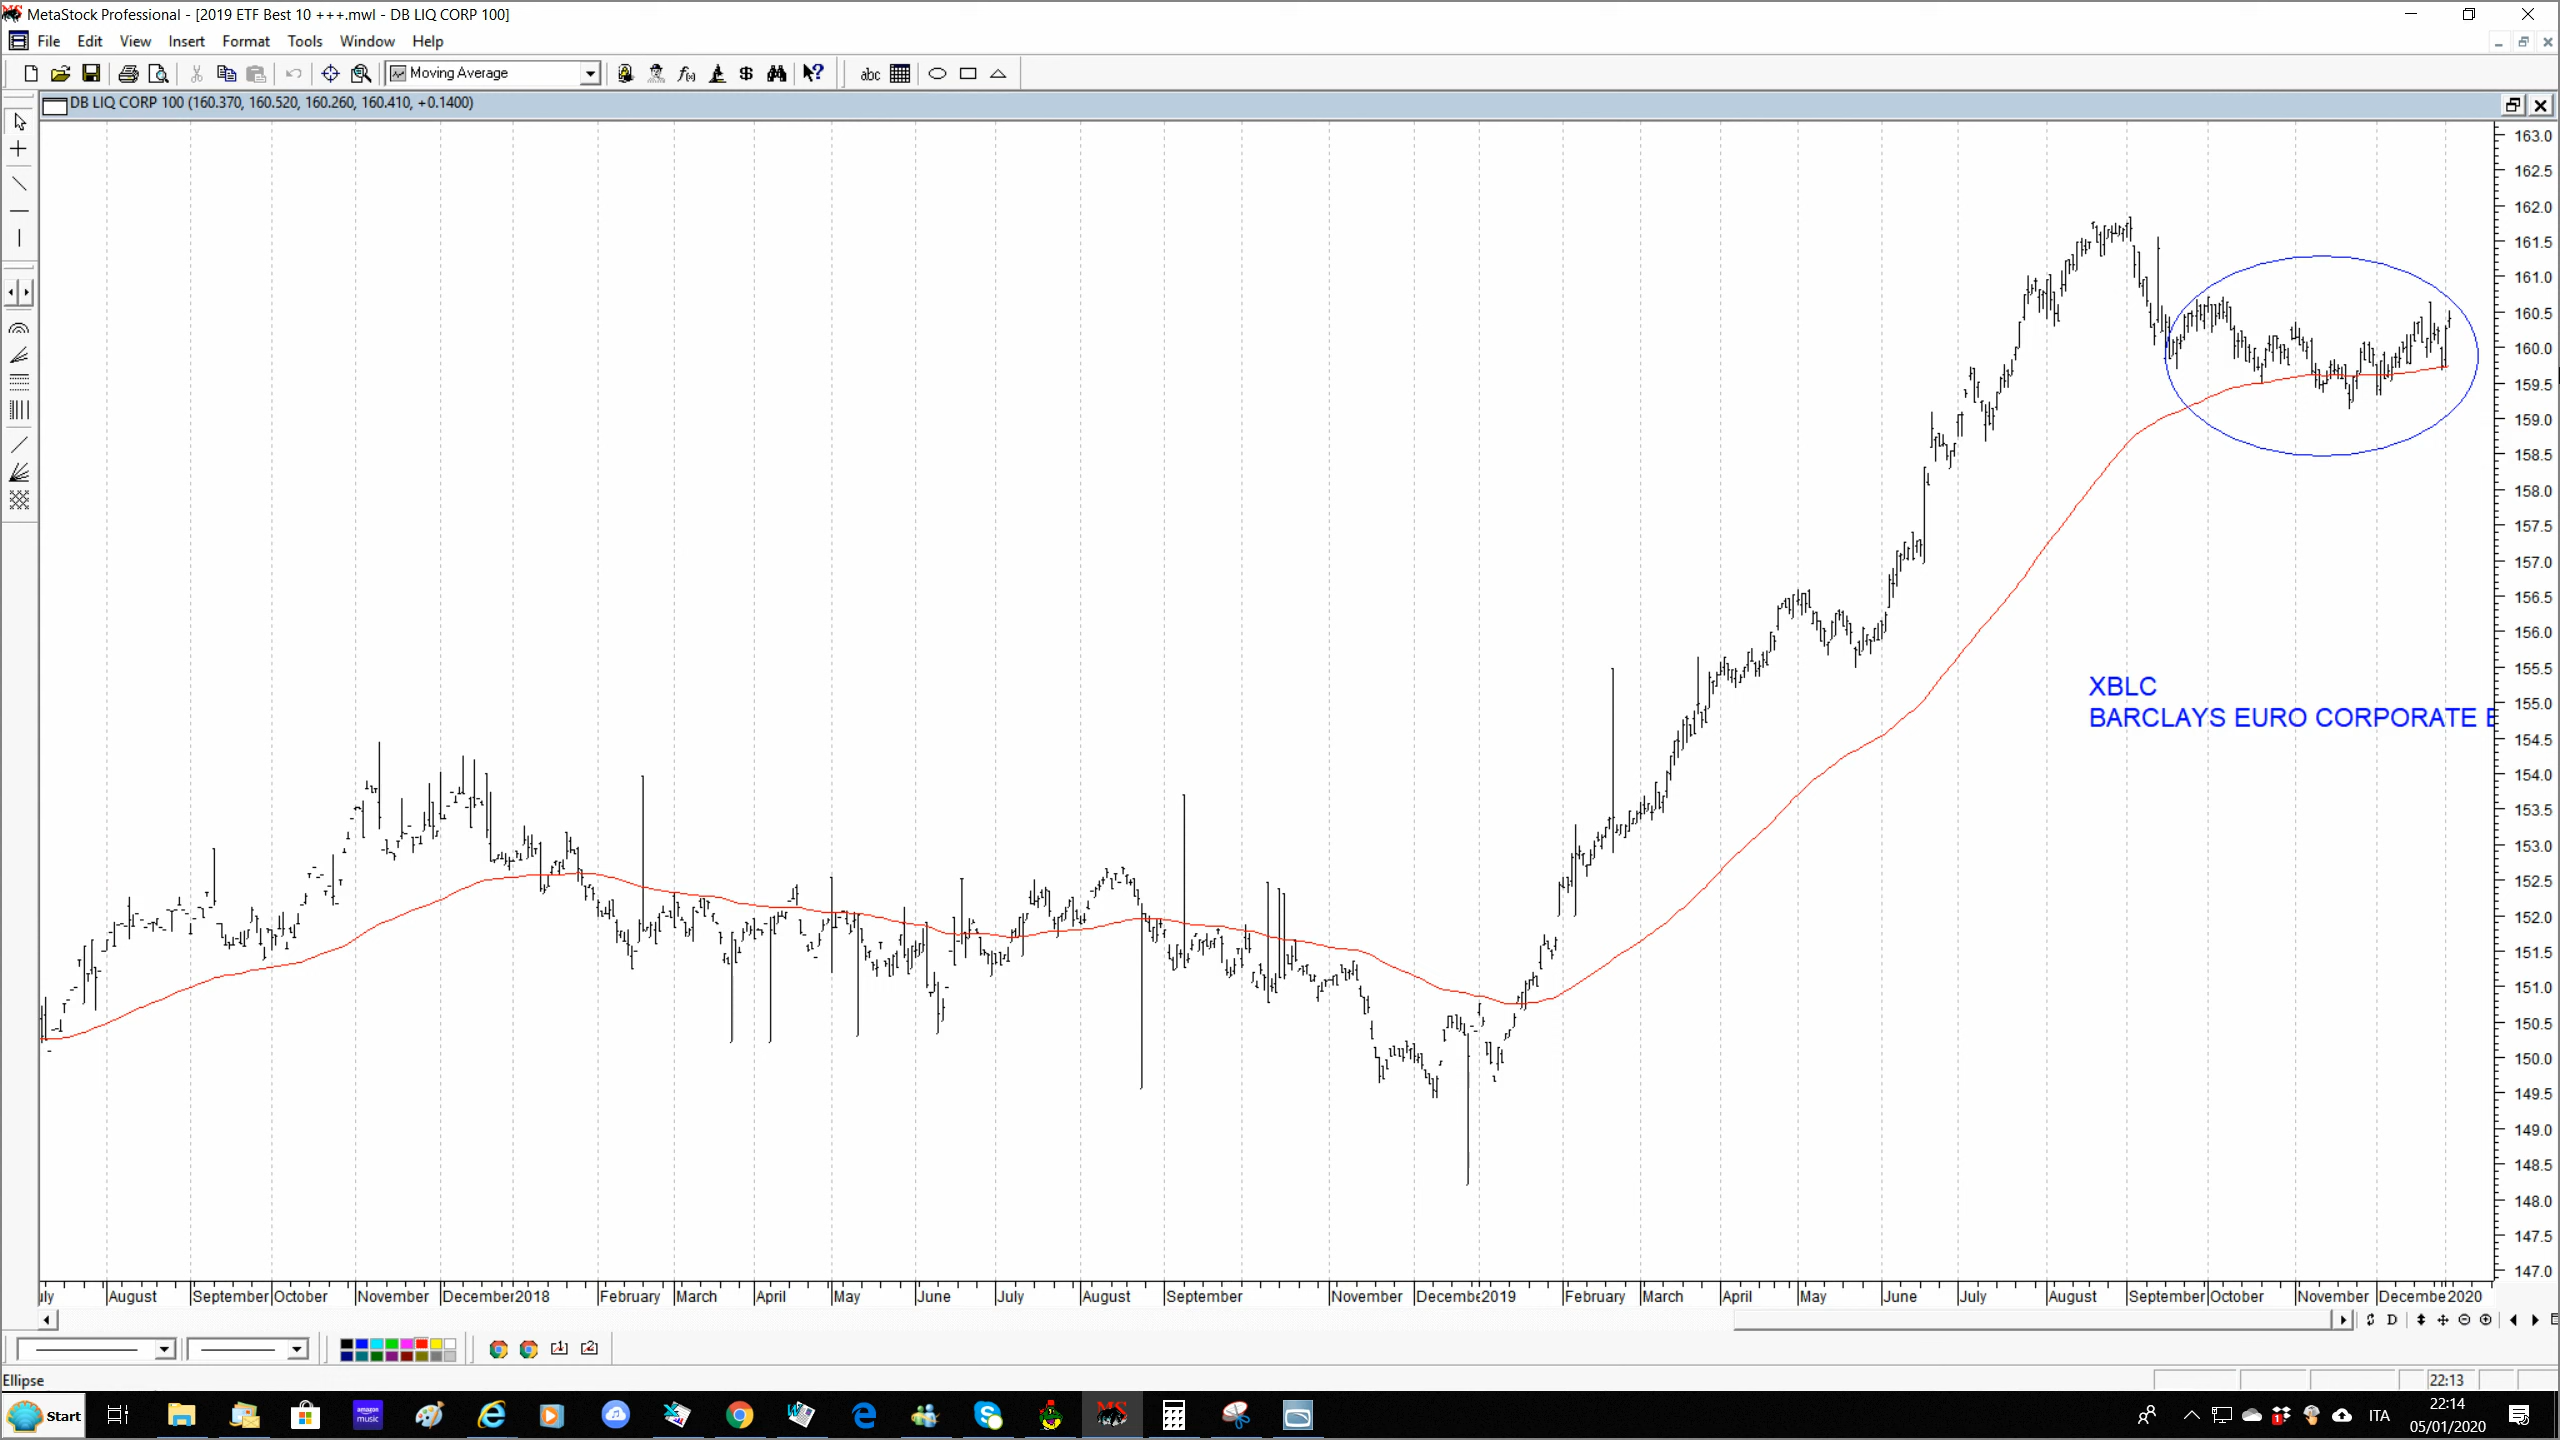 MetaStock Professional - [2019 ETF Best 10 +++.mwl - DB LIQ CORP 100]
File Edit View Insert Format Tools Window Help
Moving Average
abc
DB LIQ CORP 100 (160.370, 160.520, 160.260, 160.410, +0.1400)
163.0
162.5
162.0
161.5
161.0
160.5
160.0
159.5
159.0
158.5
158.0
157.5
157.0
156.5
156.0
155.5
XBLC
155.0
BARCLAYS EURO CORPORATE
154.5
154.0
153.5
153.0
152.5
152.0
151.5
151.0
150.5
150.0
149.5
149.0
148.5
148.0
147.5
147.0
August September October November December 2018 February March April May June July August September November Decembe 2019 February March April May June July August September October November Decembe 2020
D
Ellipse
22:13
Start
amazon music
MS
ITA
22:14
05/01/2020